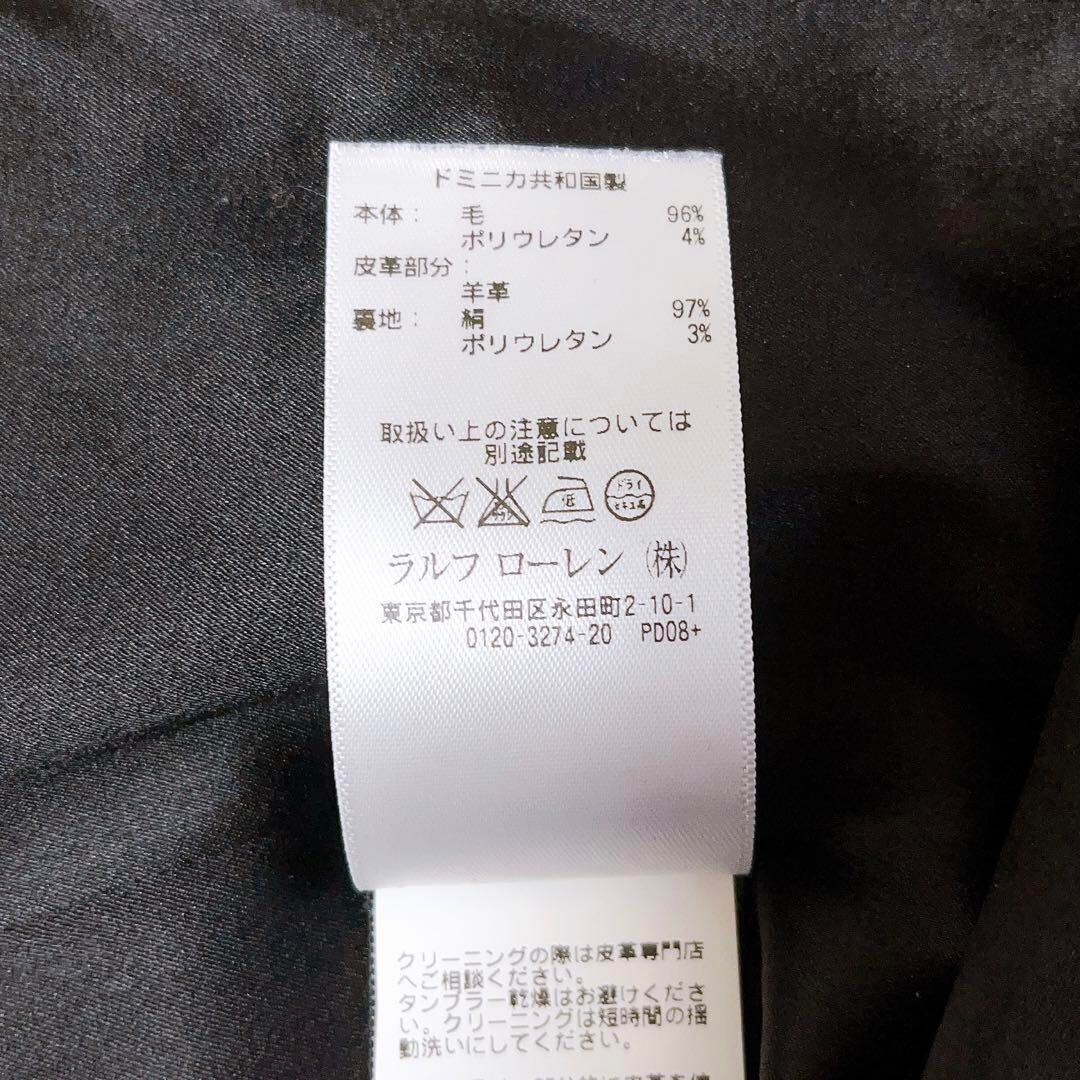 ドミニカ共和国製
本体: 毛 96%
ポリウレタン 4%
皮革部分:
羊革
裏地: 絹 97%
ポリウレタン 3%
取扱い上の注意については
別途記載
低 ドライ
ラルフ ローレン (株)
東京都千代田区永田町2-10-1
0120-3274-20 PD08+
クリーニングの際は皮革専門店
へご相談ください。
タンブラー乾燥はお避けくださ
い。クリーニングは短時間の揺
動洗いにしてください。